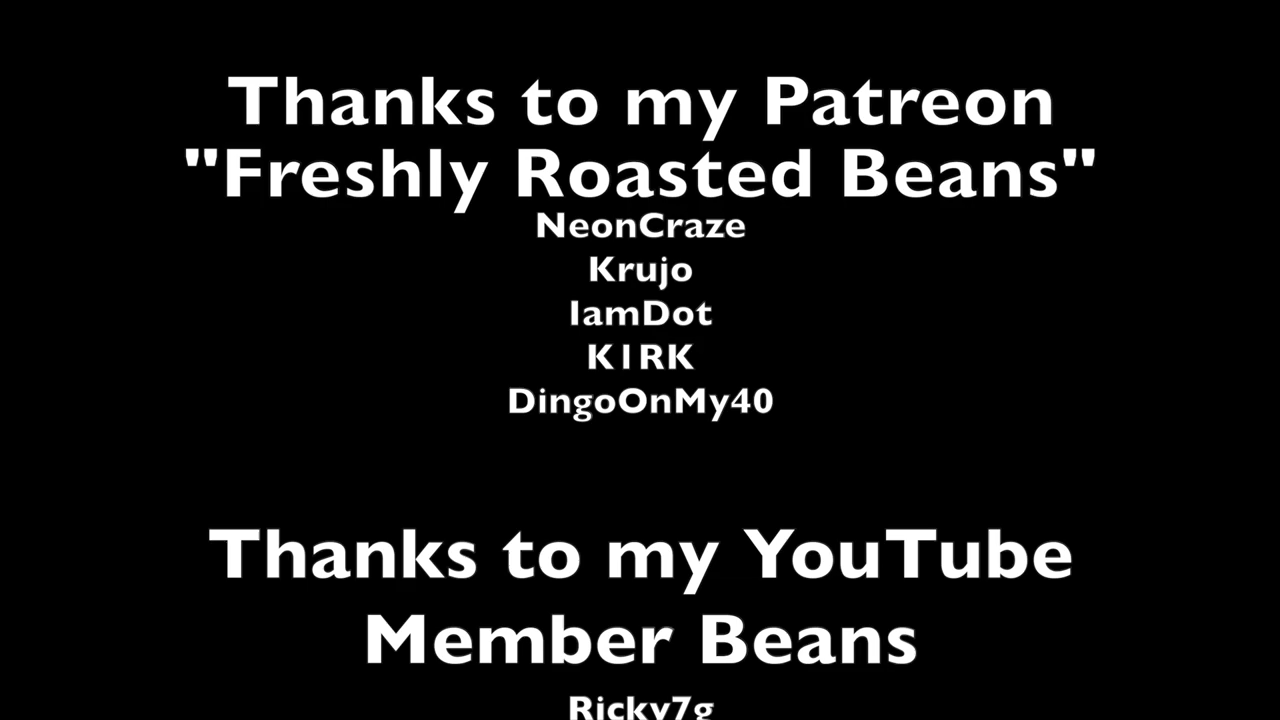 Thanks to my Patreon
"Freshly Roasted Beans"
NeonCraze
Krujo
IamDot
K1RK
DingoOnMy40
Thanks to my YouTube
Member Beans
Ricky7g